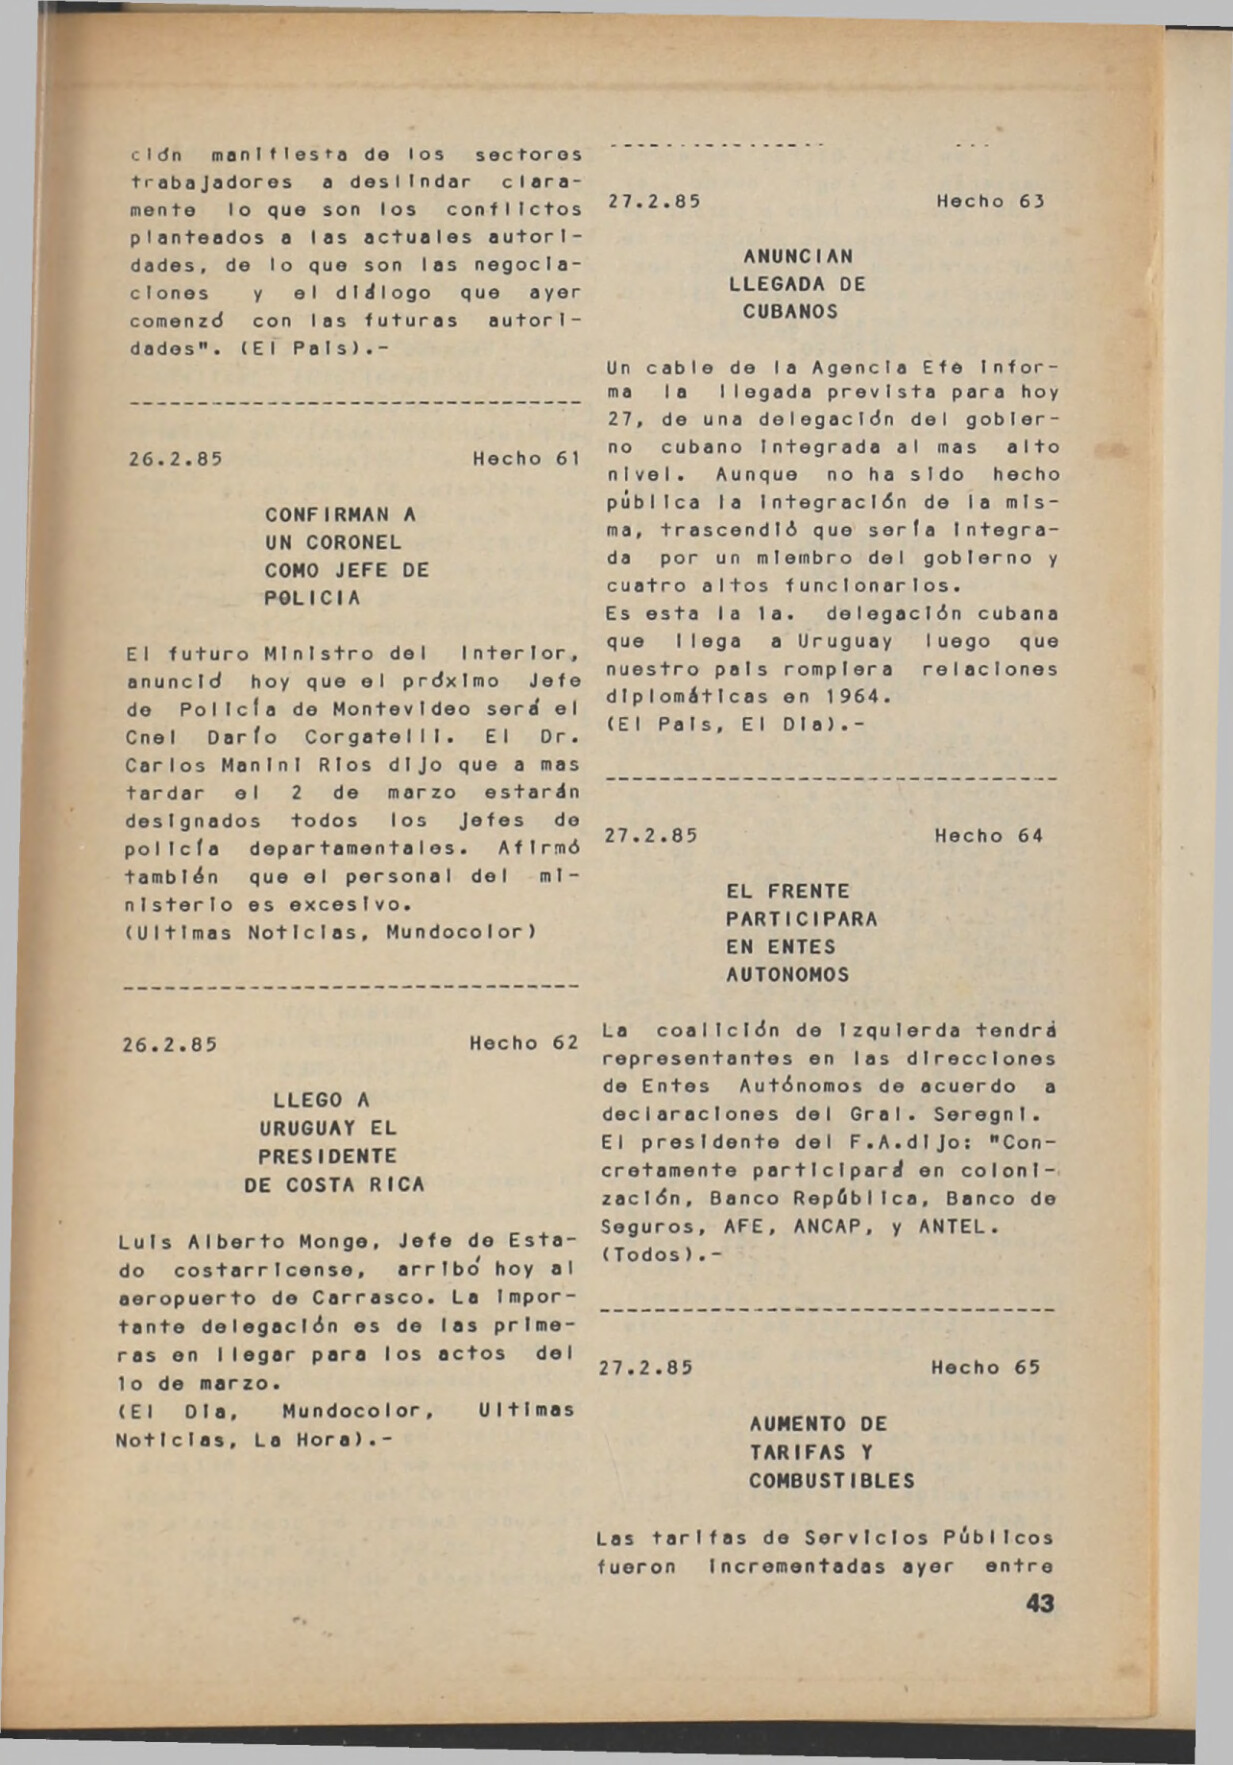 ción manifiesta de los sectores
trabajadores a deslindar clara-
mente lo que son los conflictos
planteados a las actuales autori-
dades, de lo que son las negocia-
ciones y el diálogo que ayer
comenzó con las futuras autori-
dades". (El Pais).-
---------------------------------
26.2.85 Hecho 61
CONFIRMAN A
UN CORONEL
COMO JEFE DE
POLICIA
El futuro Ministro del Interior,
anunció hoy que el próximo Jefe
de Policía de Montevideo será el
Cnel Darío Corgatelli. El Dr.
Carlos Manini Rios dijo que a mas
tardar el 2 de marzo estarán
designados todos los jefes de
policía departamentales. Afirmó
también que el personal del mi-
nisterio es excesivo.
(Ultimas Noticias, Mundocolor)
---------------------------------
26.2.85 Hecho 62
LLEGO A
URUGUAY EL
PRESIDENTE
DE COSTA RICA
Luis Alberto Monge, Jefe de Esta-
do costarricense, arribó hoy al
aeropuerto de Carrasco. La impor-
tante delegación es de las prime-
ras en llegar para los actos del
1o de marzo.
(El Dia, Mundocolor, Ultimas
Noticias, La Hora).-
27.2.85 Hecho 63
ANUNCIAN
LLEGADA DE
CUBANOS
Un cable de la Agencia Efe infor-
ma la llegada prevista para hoy
27, de una delegación del gobier-
no cubano integrada al mas alto
nivel. Aunque no ha sido hecho
pública la integración de la mis-
ma, trascendió que sería integra-
da por un miembro del gobierno y
cuatro altos funcionarios.
Es esta la 1a. delegación cubana
que llega a Uruguay luego que
nuestro pais rompiera relaciones
diplomáticas en 1964.
(El Pais, El Dia).-
---------------------------------
27.2.85 Hecho 64
EL FRENTE
PARTICIPARA
EN ENTES
AUTONOMOS
La coalición de izquierda tendrá
representantes en las direcciones
de Entes Autónomos de acuerdo a
declaraciones del Gral. Seregni.
El presidente del F.A.dijo: "Con-
cretamente participará en coloni-
zación, Banco República, Banco de
Seguros, AFE, ANCAP, y ANTEL.
(Todos).-
---------------------------------
27.2.85 Hecho 65
AUMENTO DE
TARIFAS Y
COMBUSTIBLES
Las tarifas de Servicios Públicos
fueron incrementadas ayer entre
43